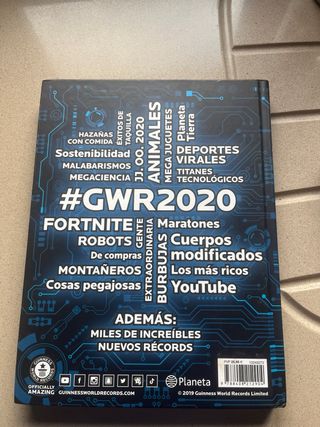 HAZAÑAS
CON COMIDA
ÉXITOS DE
TAQUILLA
JJ. OO. 2020
ANIMALES
MEGA JUGUETES
Planeta
Tierra
Sostenibilidad
MALABARISMOS
MEGACIENCIA
DEPORTES
VIRALES
TITANES
TECNOLÓGICOS
#GWR2020
FORTNITE
ROBOTS
De compras
MONTAÑEROS
Cosas pegajosas
GENTE
EXTRAORDINARIA
BURBUJAS
Maratones
Cuerpos
modificados
Los más ricos
YouTube
ADEMÁS:
MILES DE INCREÍBLES
NUEVOS RÉCORDS
OFFICIALLY
AMAZING
GUINNESSWORLDRECORDS.COM
Planeta
© 2019 Guinness World Records Limited